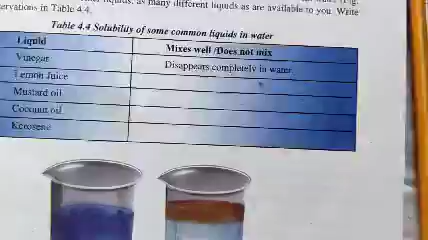 liquids, as many different liquids as are available to you. Write
ervations in Table 4.4.
Table 4.4 Solubility of some common liquids in water
Liquid Mixes well /Does not mix
Vinegar Disappears completely in water
Lemon Juice
Mustard oil
Coconut oil
Kerosene